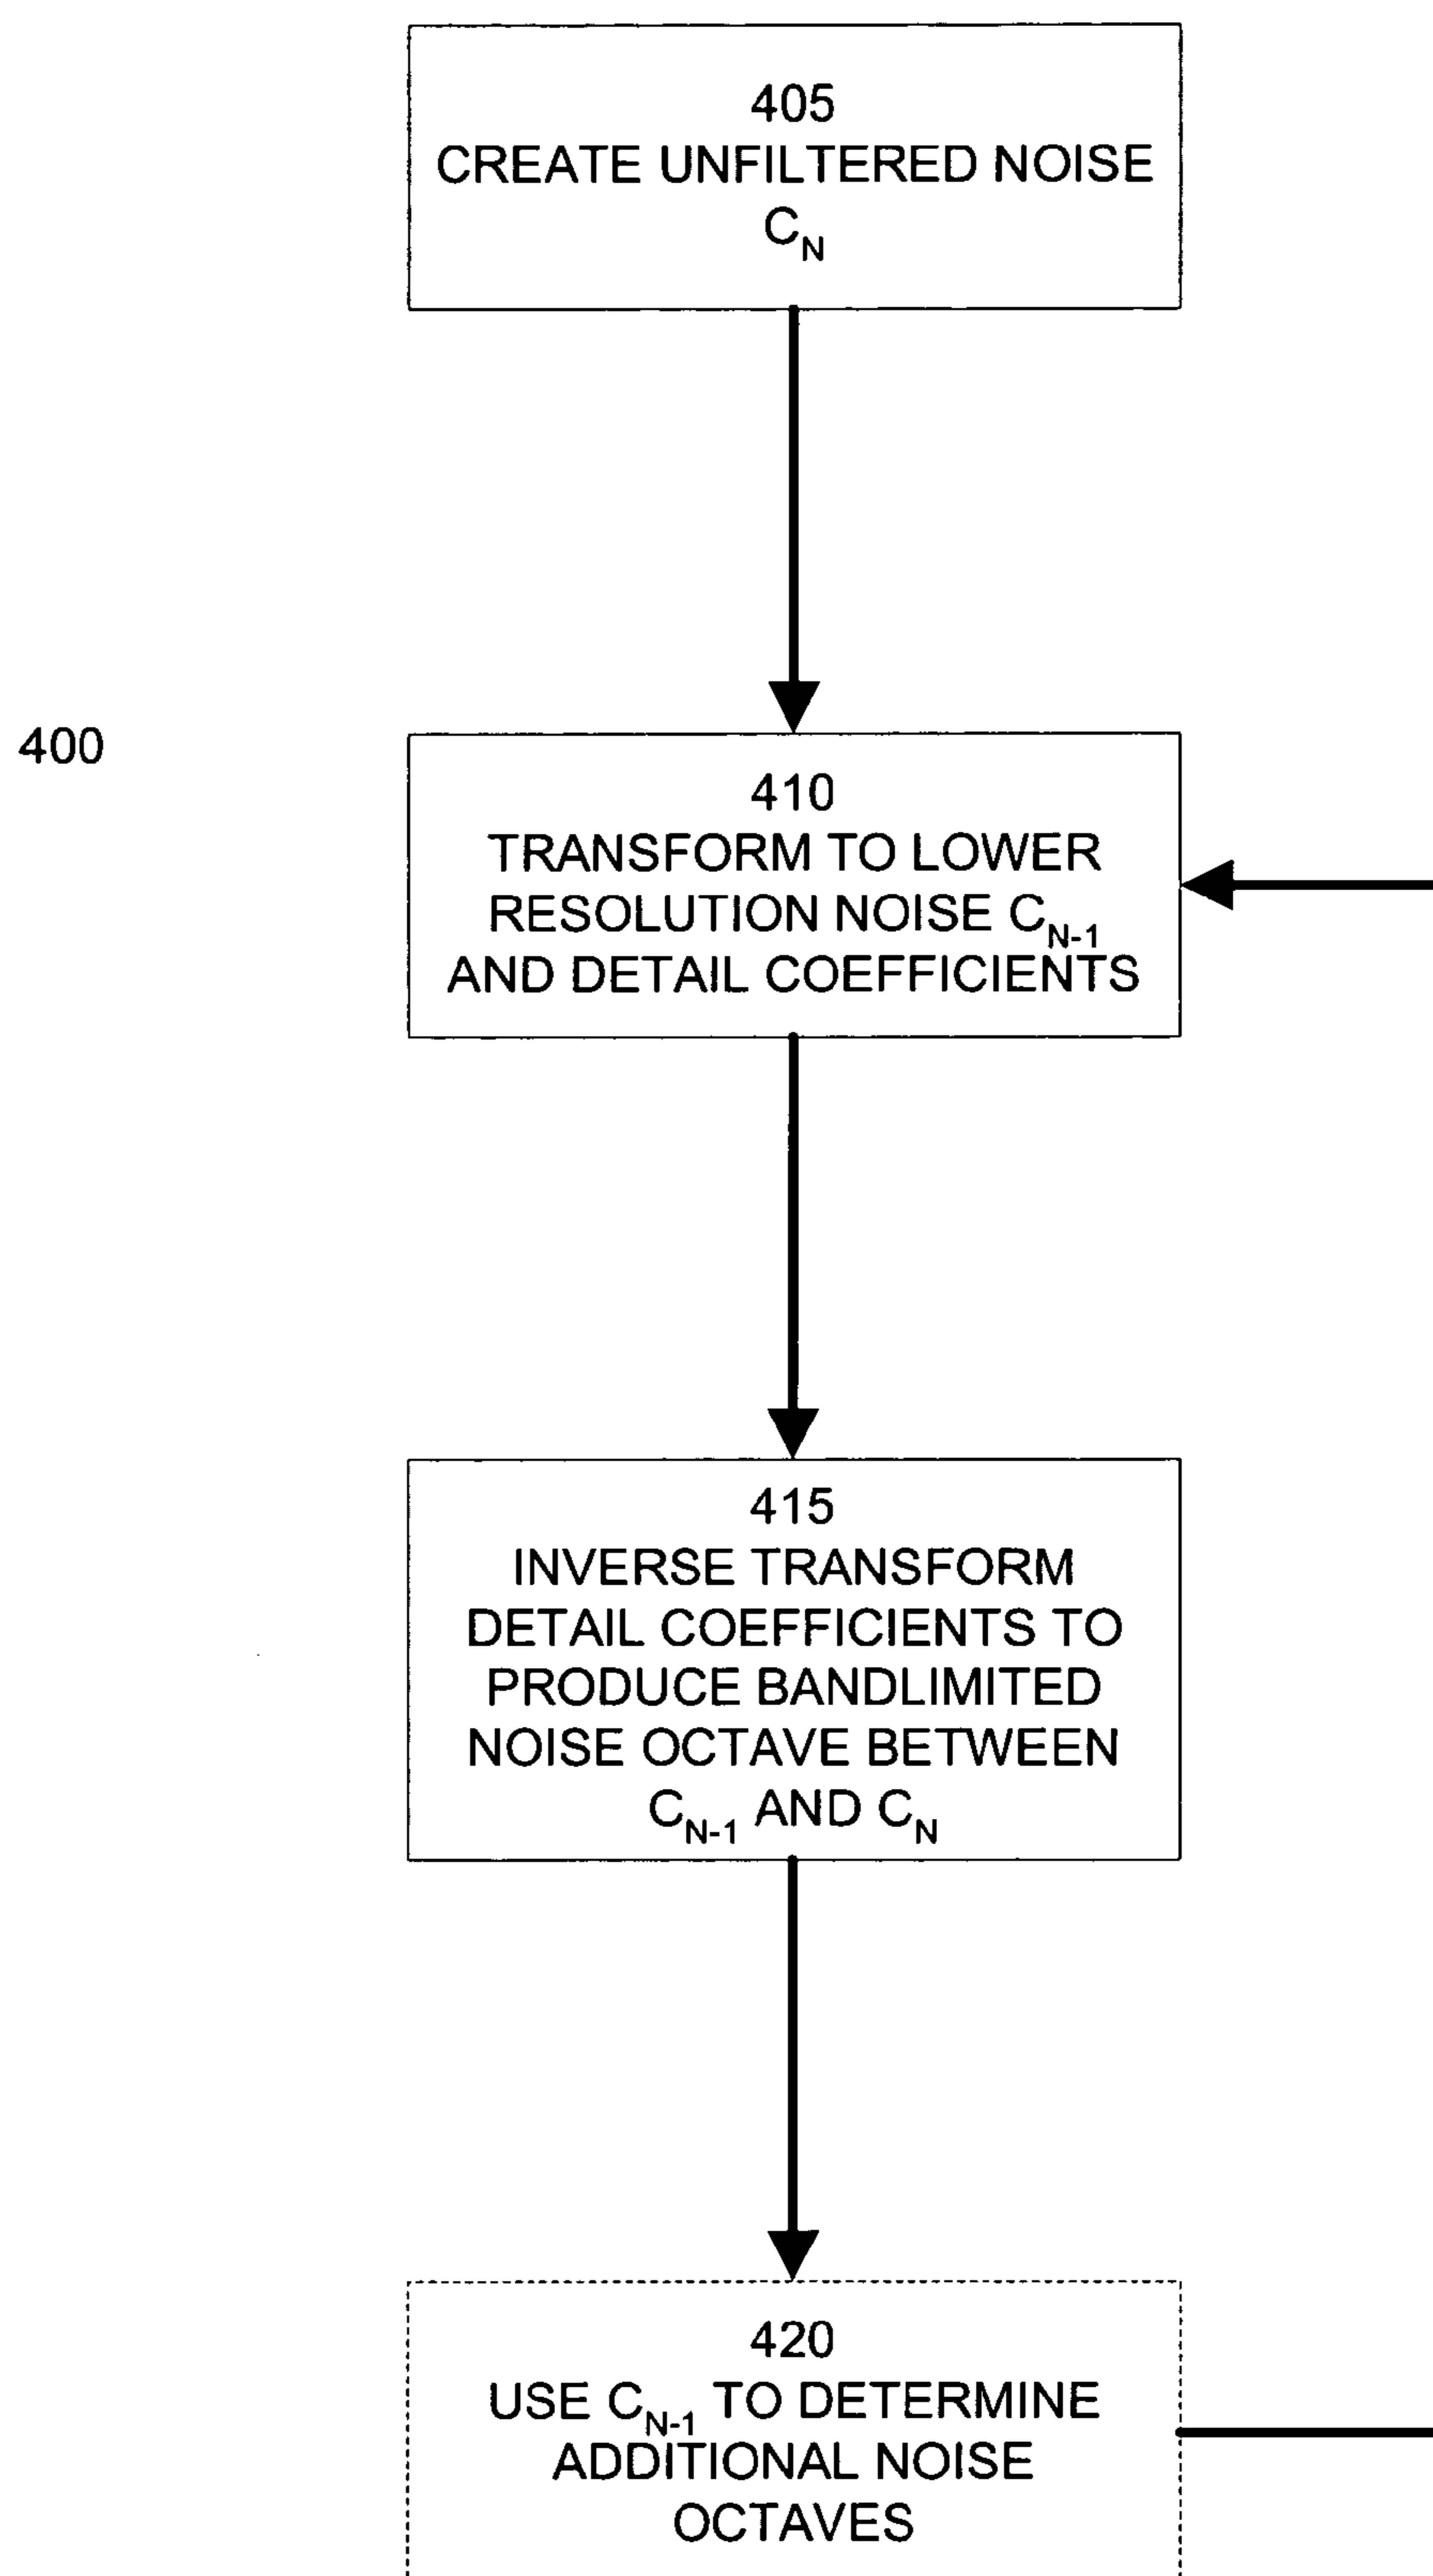 405
CREATE UNFILTERED NOISE
C_N
400
410
TRANSFORM TO LOWER
RESOLUTION NOISE C_N-1
AND DETAIL COEFFICIENTS
415
INVERSE TRANSFORM
DETAIL COEFFICIENTS TO
PRODUCE BANDLIMITED
NOISE OCTAVE BETWEEN
C_N-1 AND C_N
420
USE C_N-1 TO DETERMINE
ADDITIONAL NOISE
OCTAVES